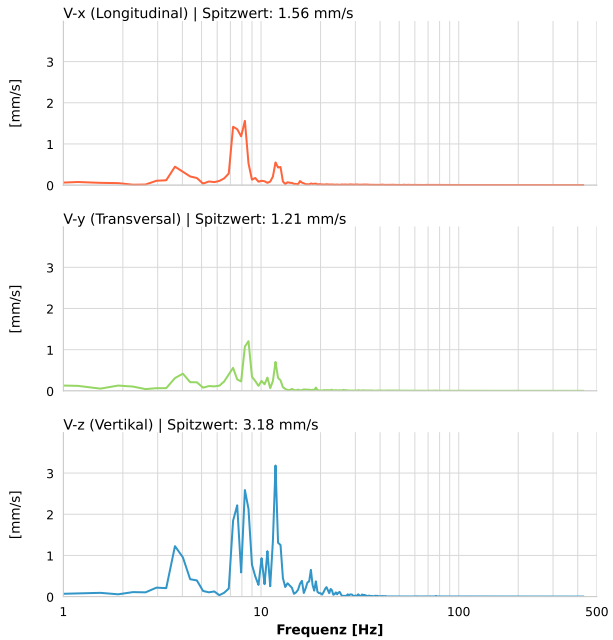 V-x (Longitudinal) | Spitzwert: 1.56 mm/s
3
2
1
0
[mm/s]
V-y (Transversal) | Spitzwert: 1.21 mm/s
3
2
1
0
[mm/s]
V-z (Vertikal) | Spitzwert: 3.18 mm/s
3
2
1
0
[mm/s]
1 10 100 500
Frequenz [Hz]